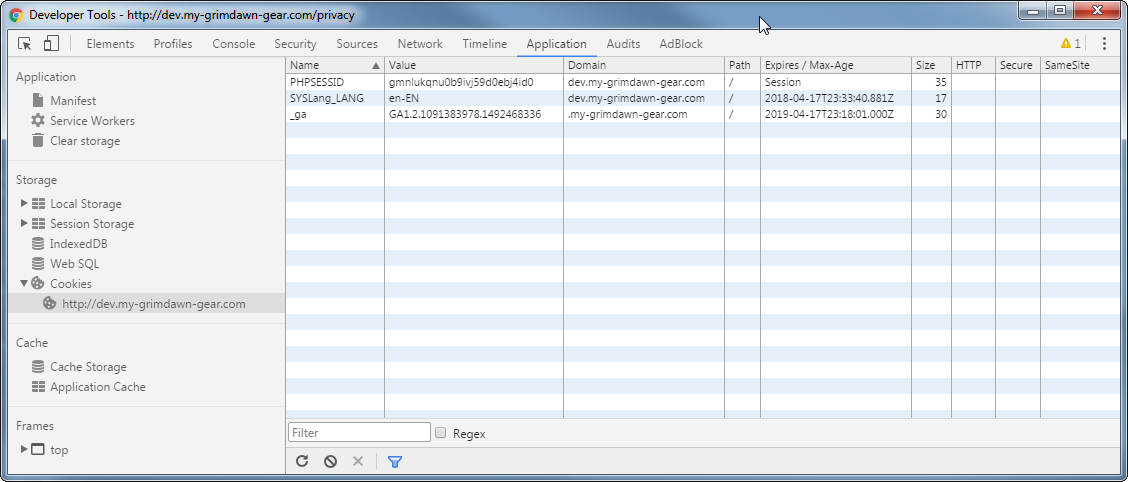 Developer Tools - http://dev.my-grimdawn-gear.com/privacy
Elements Profiles Console Security Sources Network Timeline Application Audits AdBlock 1
Application
Manifest
Service Workers
Clear storage
Storage
Local Storage
Session Storage
IndexedDB
Web SQL
Cookies
http://dev.my-grimdawn-gear.com
Cache
Cache Storage
Application Cache
Frames
top
Name Value Domain Path Expires / Max-Age Size HTTP Secure SameSite
PHPSESSID gmnlukqnu0b9ivj59d0ebj4id0 dev.my-grimdawn-gear.com / Session 35
SYSLang_LANG en-EN dev.my-grimdawn-gear.com / 2018-04-17T23:33:40.881Z 17
_ga GA1.2.1091383978.1492468336 .my-grimdawn-gear.com / 2019-04-17T23:18:01.000Z 30
Filter Regex